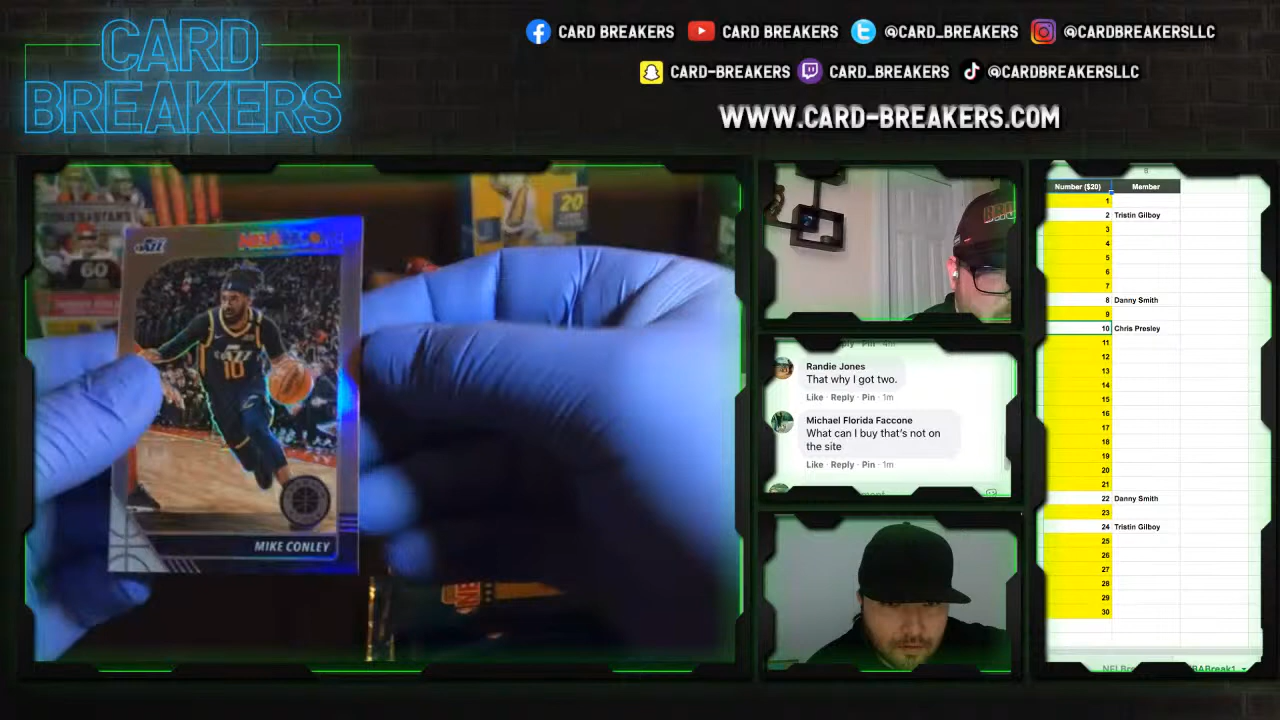 CARD
BREAKERS
CARD BREAKERS
CARD BREAKERS
@CARD_BREAKERS
@CARDBREAKERSLLC
CARD-BREAKERS
CARD_BREAKERS
@CARDBREAKERSLLC
WWW.CARD-BREAKERS.COM
20
60
JAZZ
10
MIKE CONLEY
Randie Jones
That why I got two.
Like · Reply · Pin · 1m
Michael Florida Faccone
What can I buy that's not on
the site
Like · Reply · Pin · 1m
Number ($20) Member
1
2 Tristin Gilboy
3
4
5
6
7
8 Danny Smith
9
10 Chris Presley
11
12
13
14
15
16
17
18
19
20
21
22 Danny Smith
23
24 Tristin Gilboy
25
26
27
28
29
30